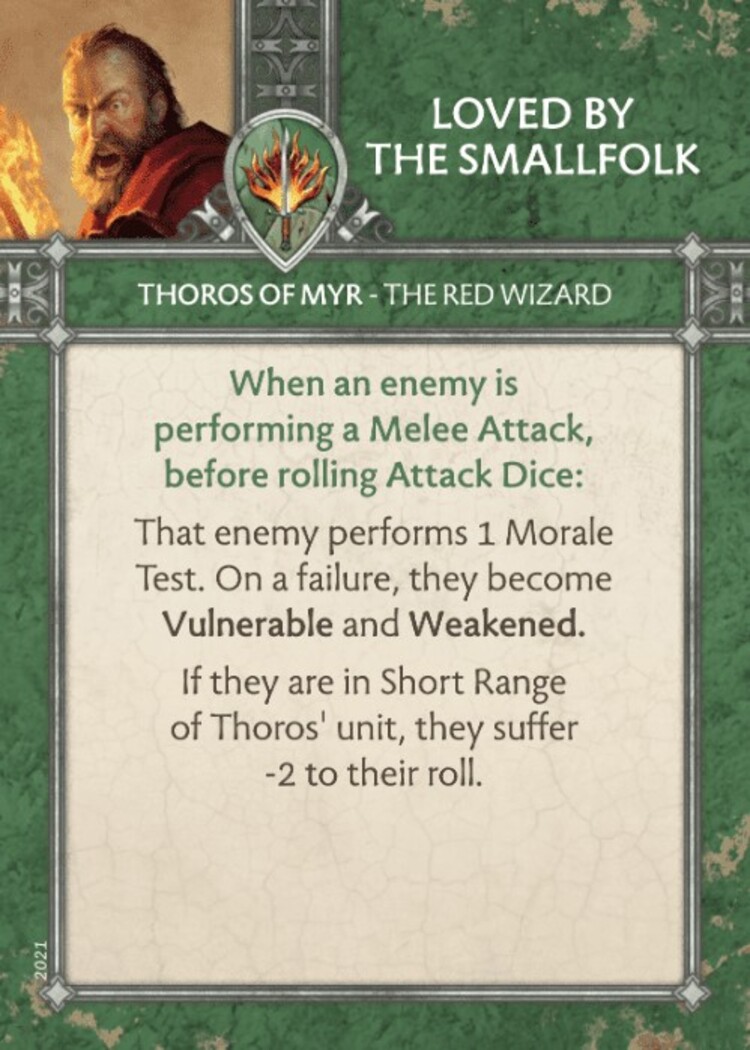 LOVED BY
THE SMALLFOLK
THOROS OF MYR - THE RED WIZARD
When an enemy is
performing a Melee Attack,
before rolling Attack Dice:
That enemy performs 1 Morale
Test. On a failure, they become
Vulnerable and Weakened.
If they are in Short Range
of Thoros' unit, they suffer
-2 to their roll.
2021